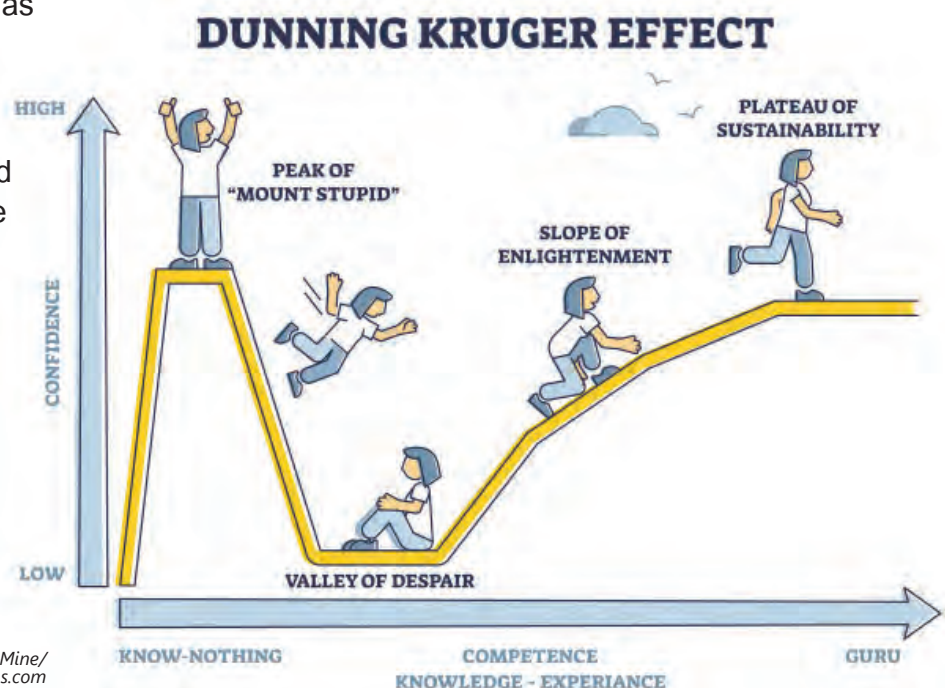 as
DUNNING KRUGER EFFECT
HIGH
PLATEAU OF
SUSTAINABILITY
d
PEAK OF
"MOUNT STUPID"
e
SLOPE OF
ENLIGHTENMENT
CONFIDENCE
LOW
VALLEY OF DESPAIR
Mine/
s.com
KNOW-NOTHING
COMPETENCE
GURU
KNOWLEDGE - EXPERIANCE